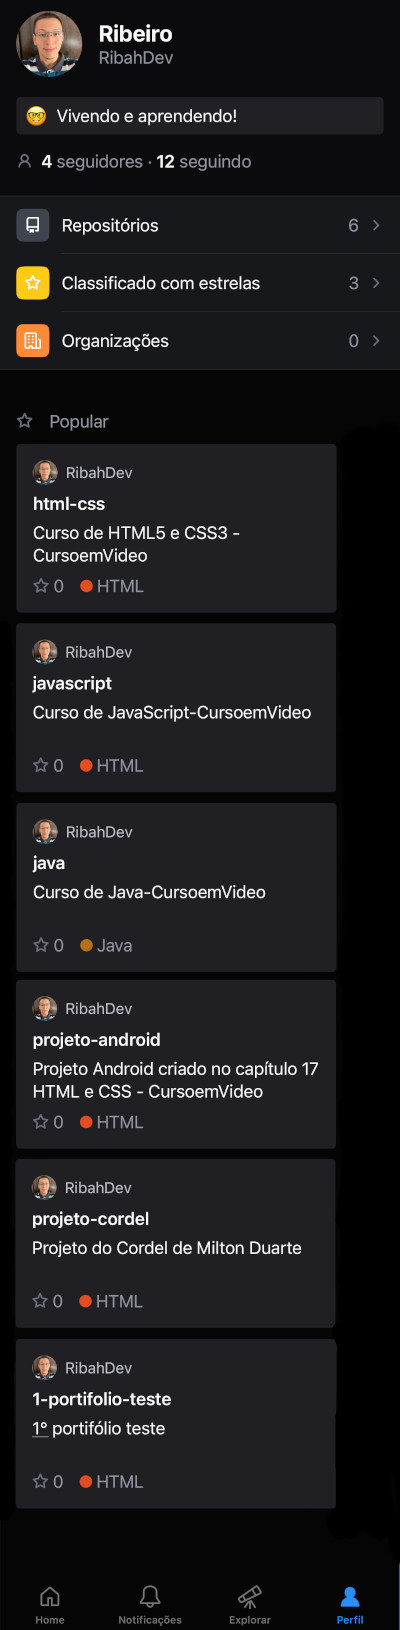 Ribeiro
RibahDev
Vivendo e aprendendo!
4 seguidores · 12 seguindo
Repositórios 6
Classificado com estrelas 3
Organizações 0
Popular
RibahDev
html-css
Curso de HTML5 e CSS3 -
CursoemVideo
0 HTML
RibahDev
javascript
Curso de JavaScript-CursoemVideo
0 HTML
RibahDev
java
Curso de Java-CursoemVideo
0 Java
RibahDev
projeto-android
Projeto Android criado no capítulo 17
HTML e CSS - CursoemVideo
0 HTML
RibahDev
projeto-cordel
Projeto do Cordel de Milton Duarte
0 HTML
RibahDev
1-portifolio-teste
1º portifólio teste
0 HTML
Home Notificações Explorar Perfil